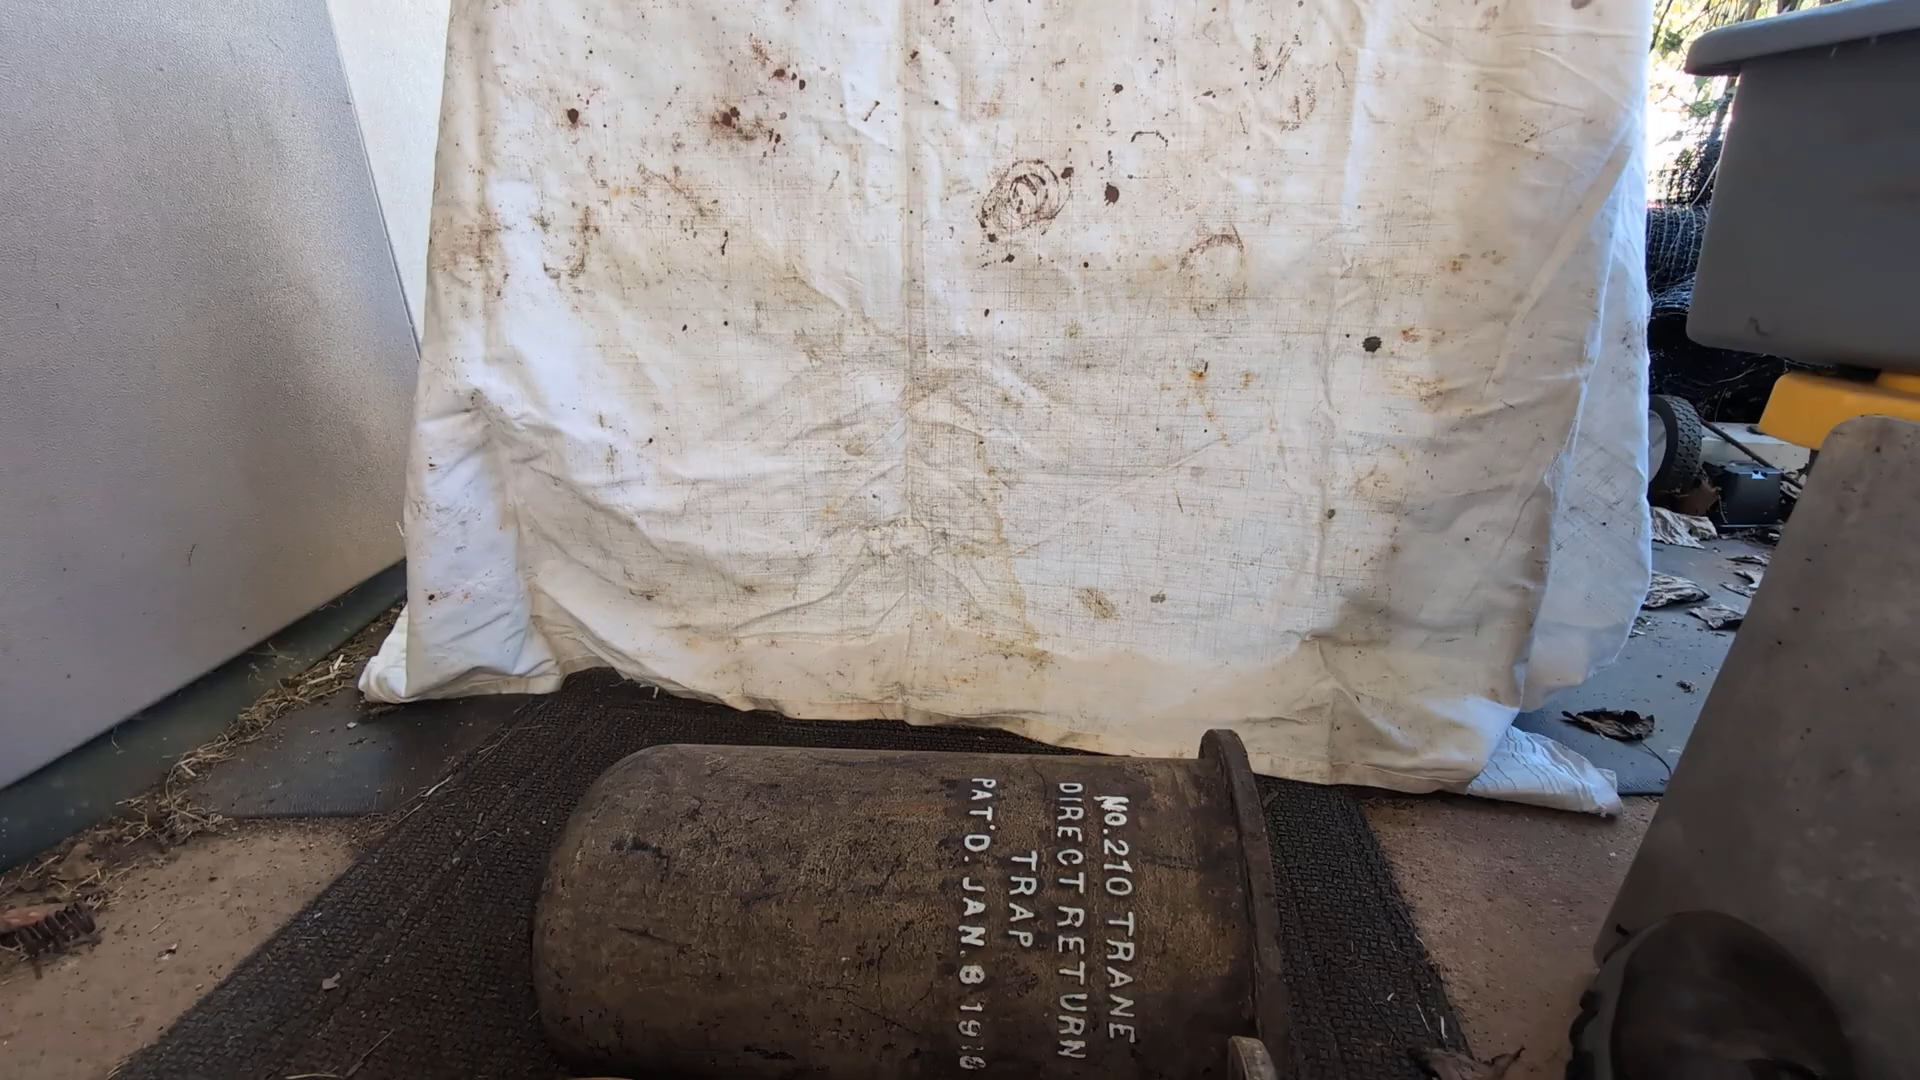 NO.210 TRANE
DIRECT RETURN
TRAP
PAT'D. JAN. 8 1918